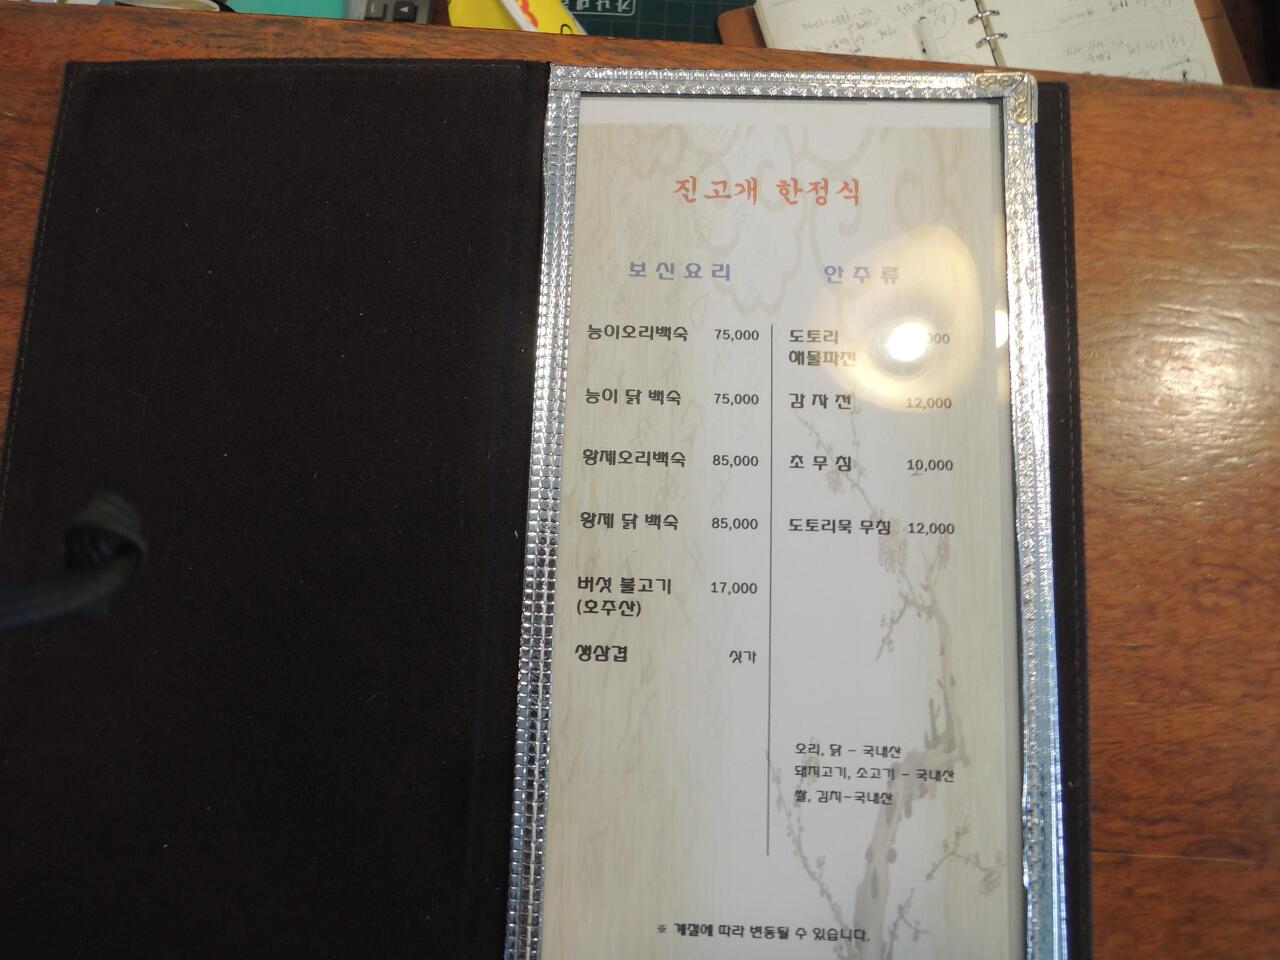 진고개 한정식
보신요리
능이오리백숙 75,000
능이 닭 백숙 75,000
왕제오리백숙 85,000
왕제 닭 백숙 85,000
버섯 불고기 17,000
(호주산)
생삼겹 싯가
안주류
도토리
해물파전
감자전 12,000
초무침 10,000
도토리묵 무침 12,000
오리, 닭 - 국내산
돼지고기, 소고기 - 국내산
쌀, 김치-국내산
※ 계절에 따라 변동될 수 있습니다.